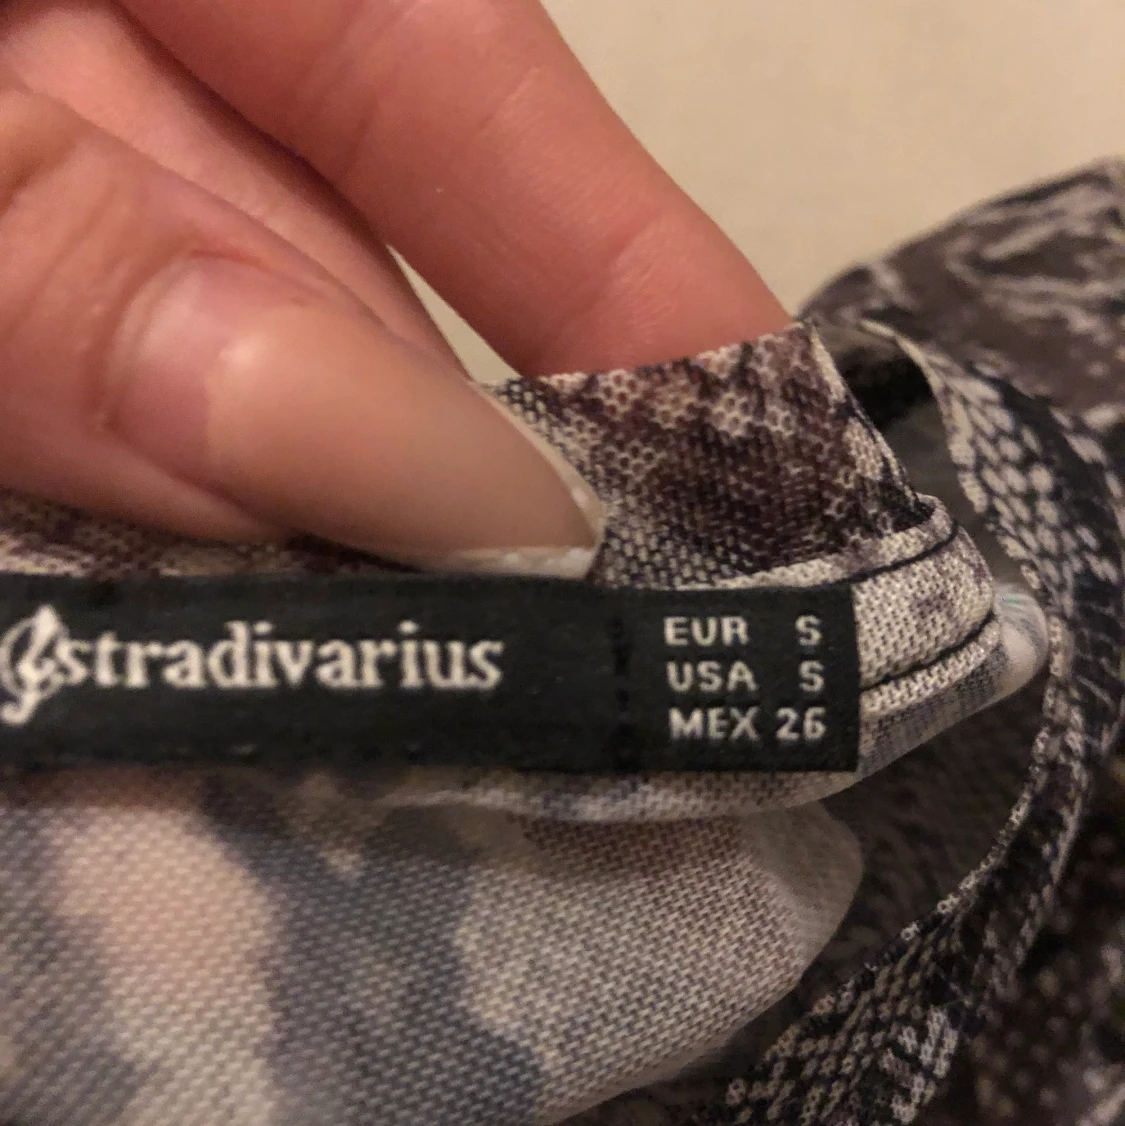 stradivarius
EUR S
USA S
MEX 26